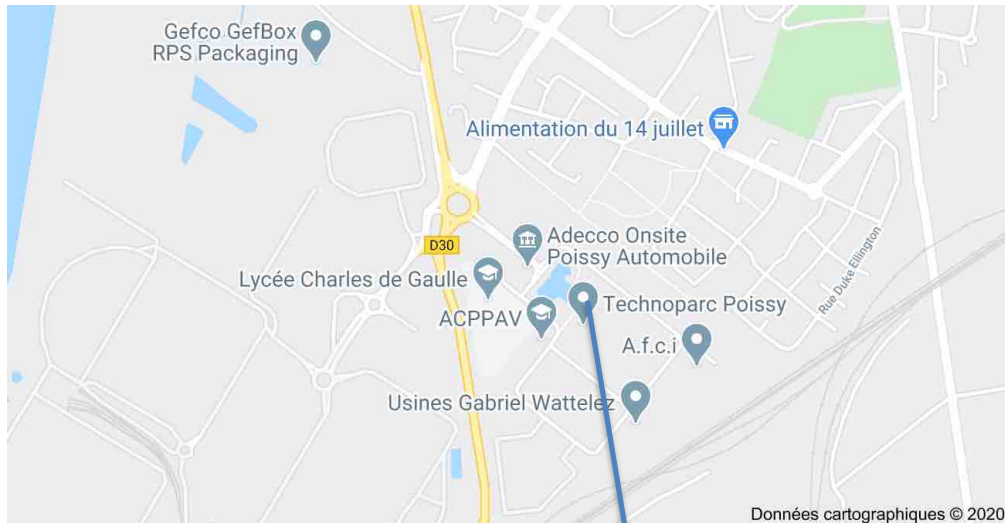 Gefco GefBox
RPS Packaging
Alimentation du 14 juillet
D30
Adecco Onsite
Poissy Automobile
Rue Duke Ellington
Lycée Charles de Gaulle
ACPPAV
Technoparc Poissy
A.f.c.i
Usines Gabriel Wattelez
Données cartographiques © 2020